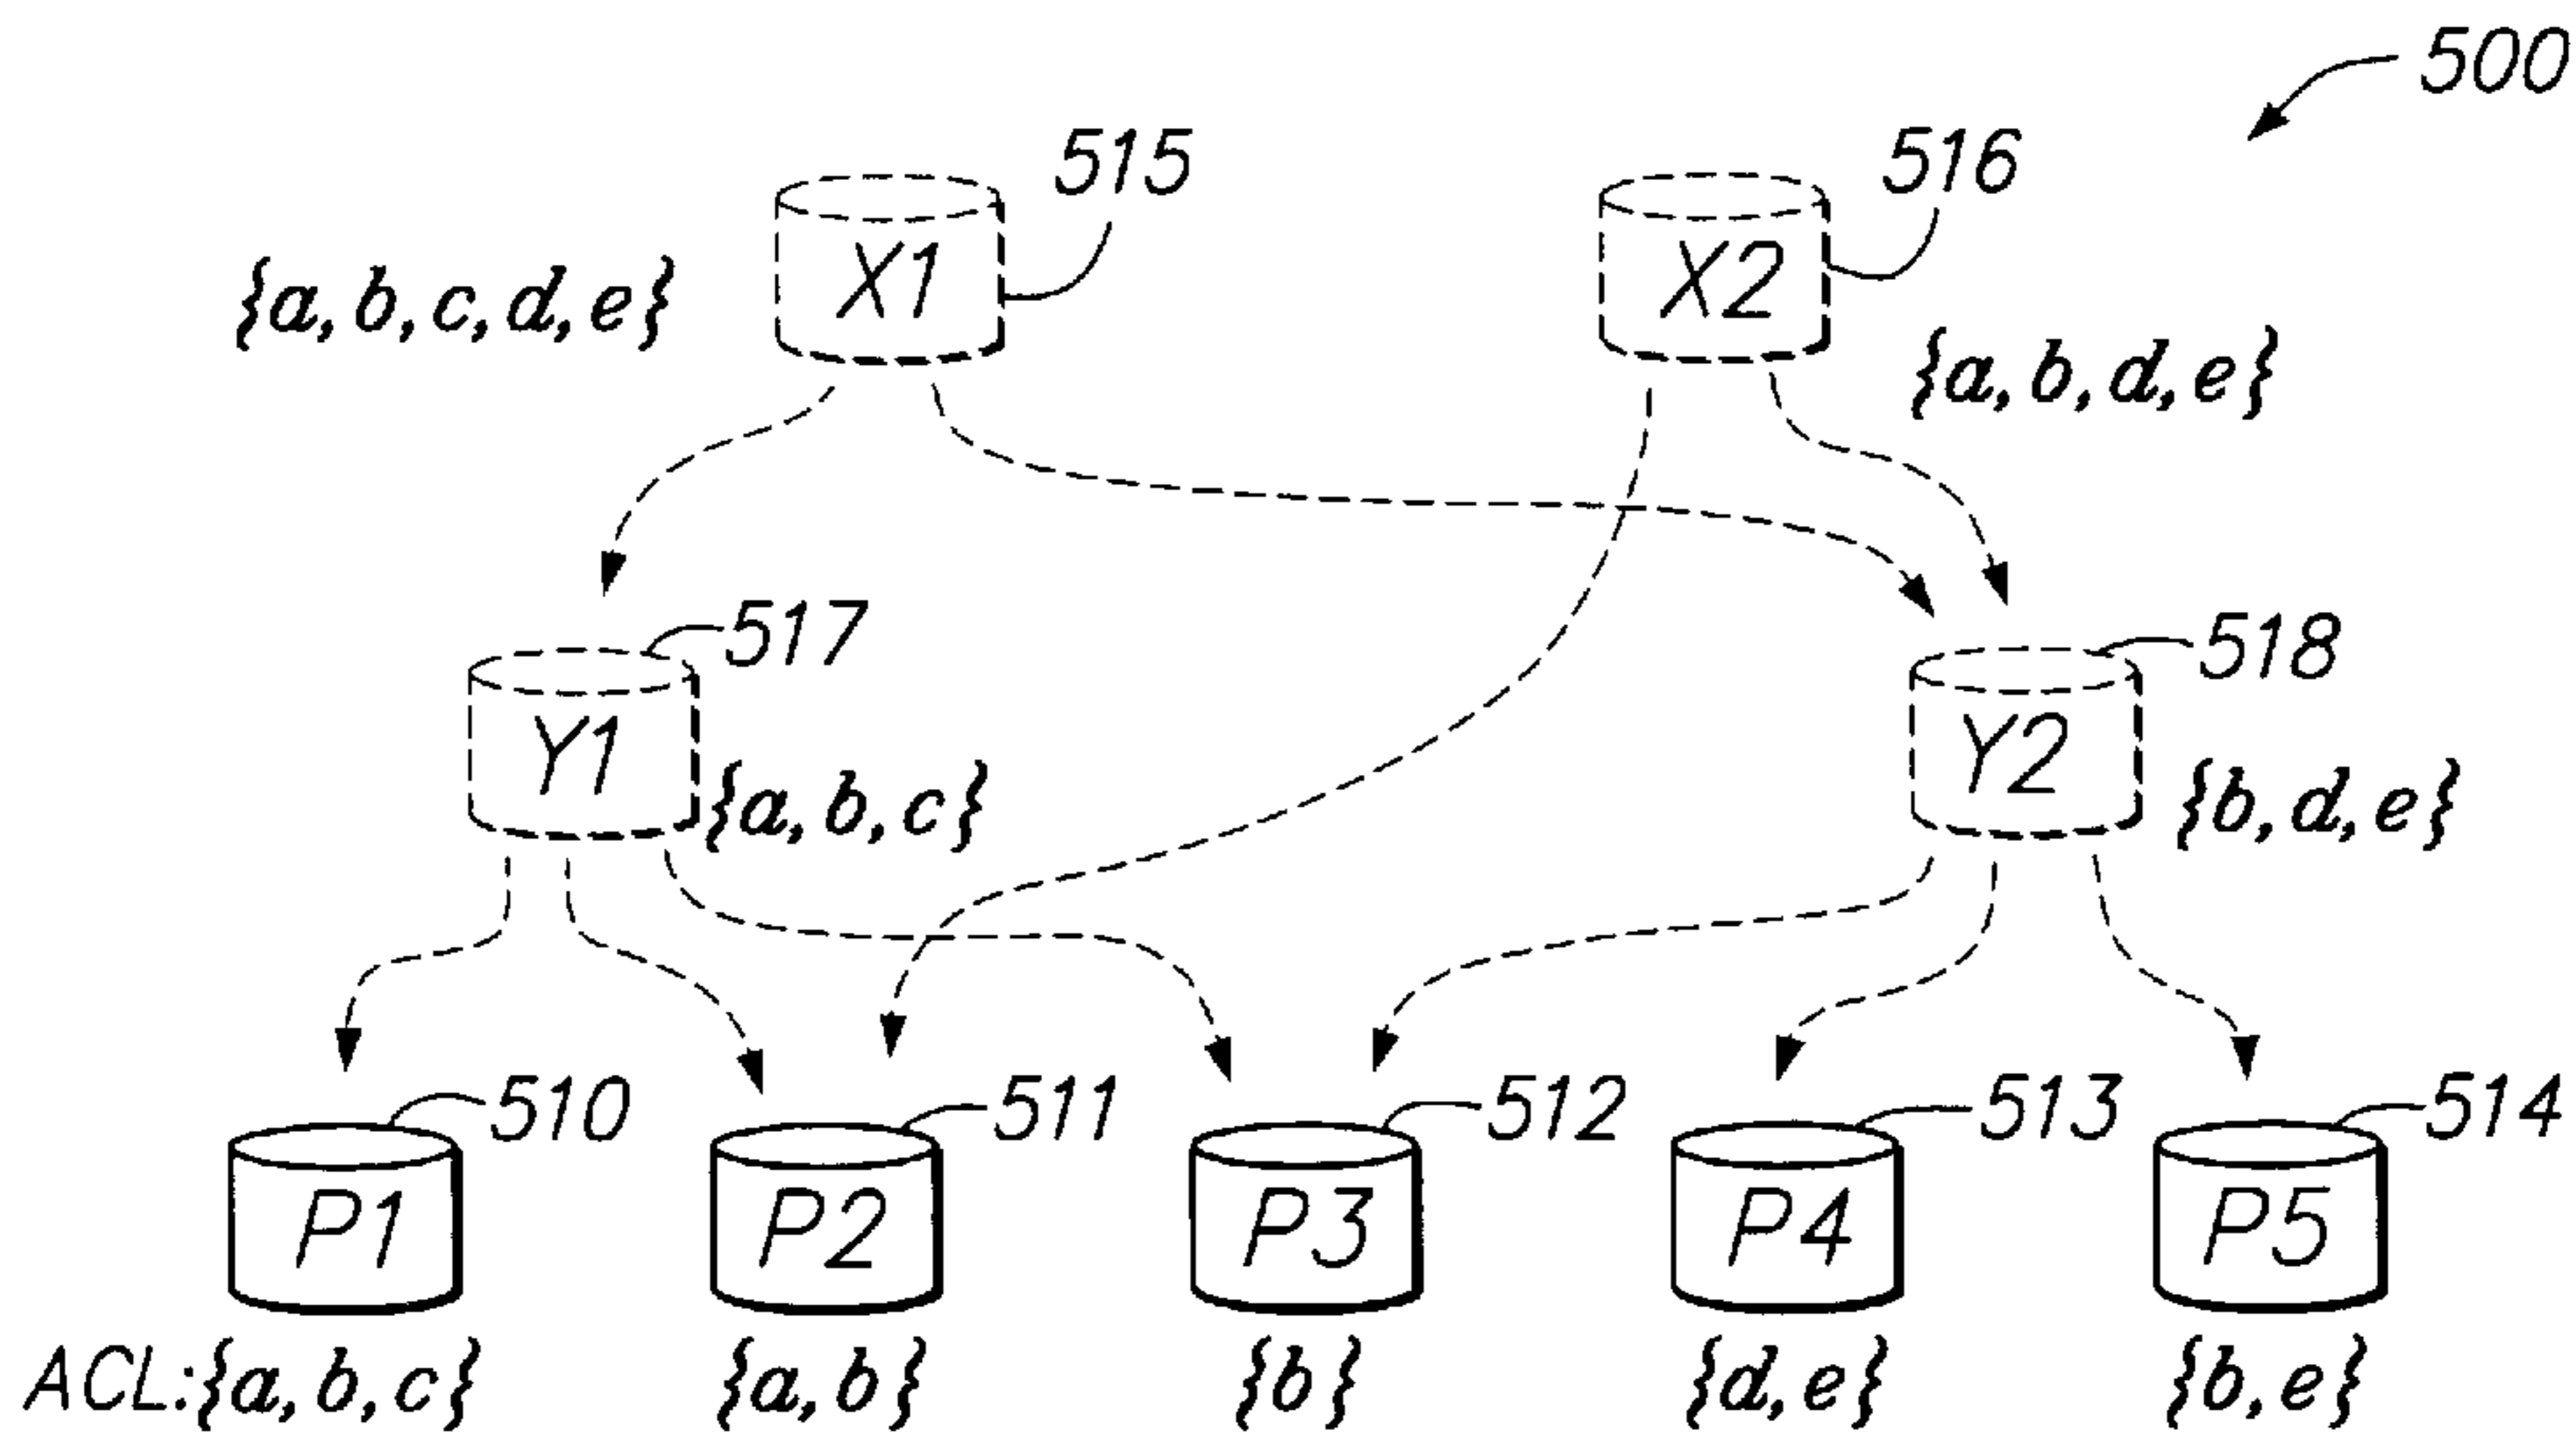 500
515
516
X1
X2
{a, b, c, d, e}
{a, b, d, e}
517
518
Y1
Y2
{a, b, c}
{b, d, e}
510
511
512
513
514
P1
P2
P3
P4
P5
ACL:{a, b, c}
{a, b}
{b}
{d, e}
{b, e}